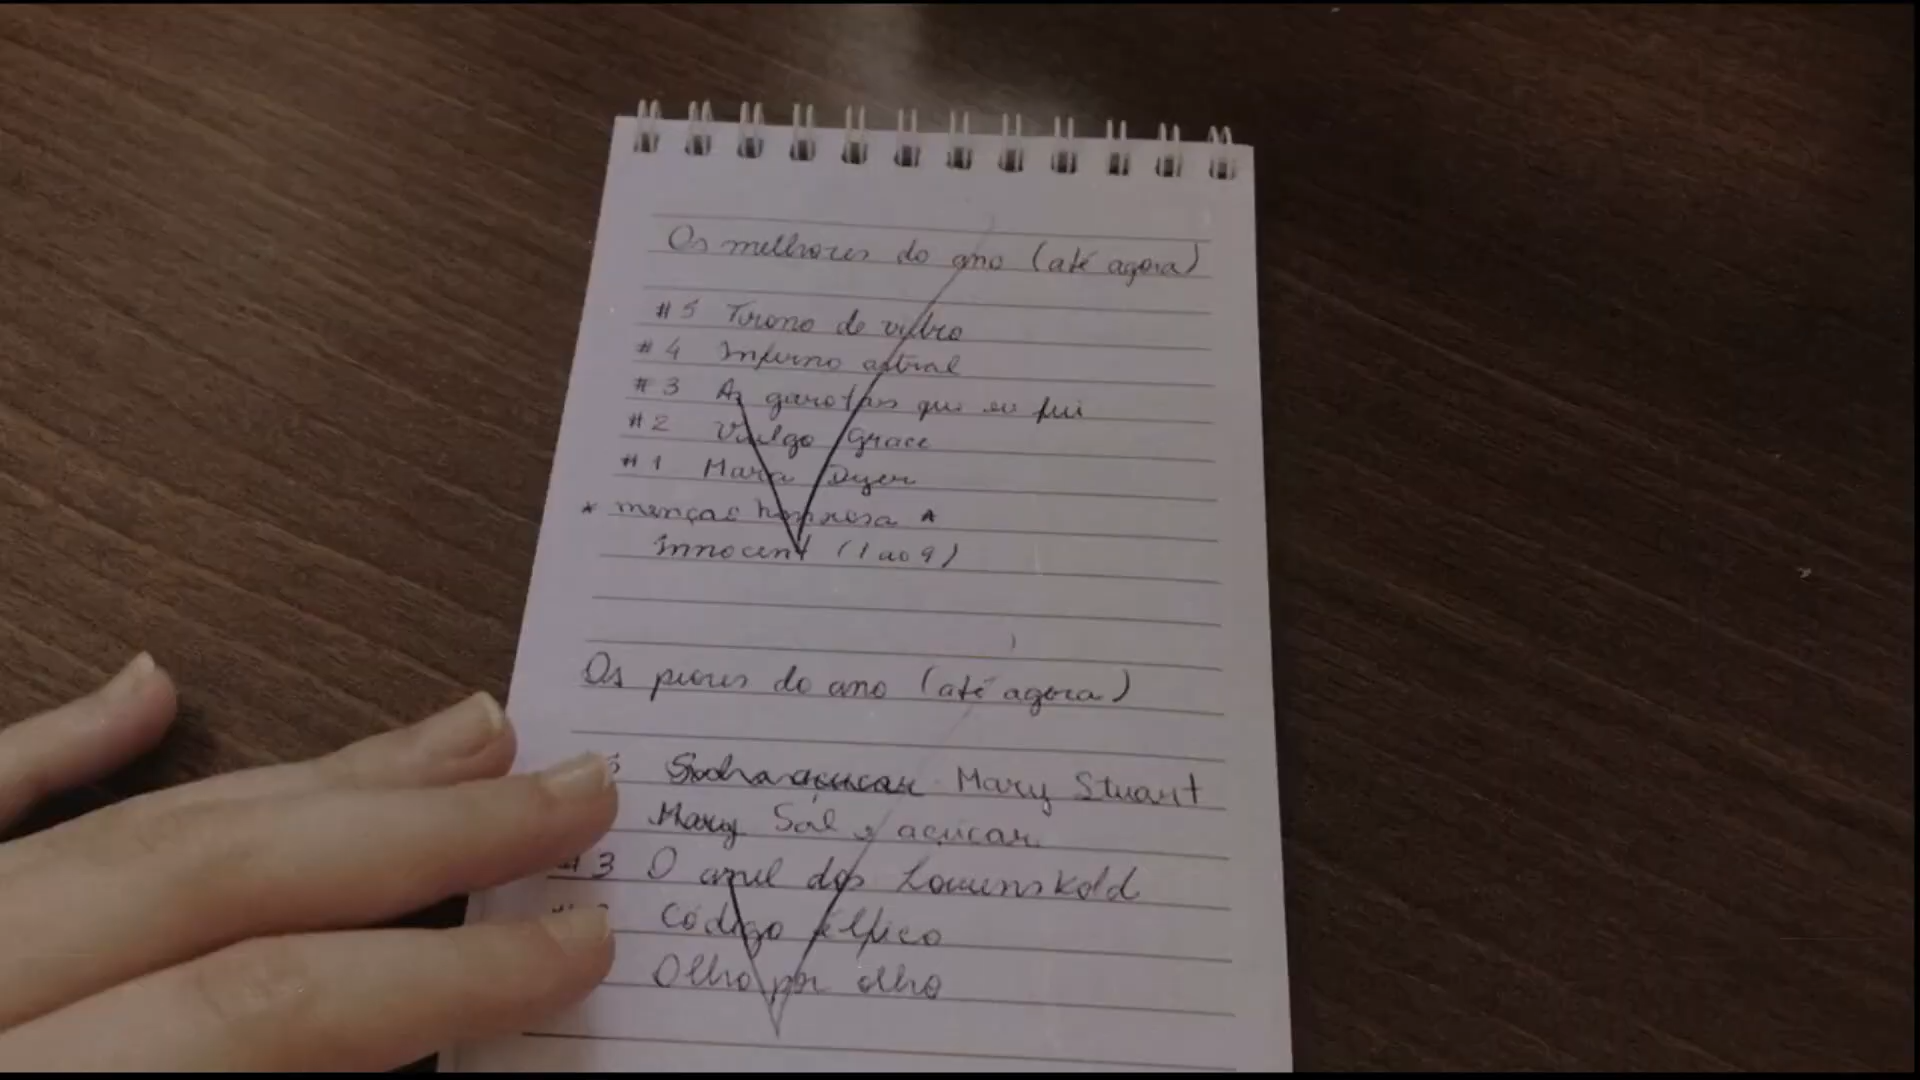 Os melhores do ano (até agora)
#5 Trono de vidro
#4 Inferno astral
#3 As garotas que eu fui
#2 Vulgo Grace
#1 Mara Dyer
* menção honrosa *
Innocent (1 ao 9)
Os piores do ano (até agora)
5 Mary Stuart
Sal e açúcar
#3 O anel dos Lowenskold
Código élfico
Olho por olho